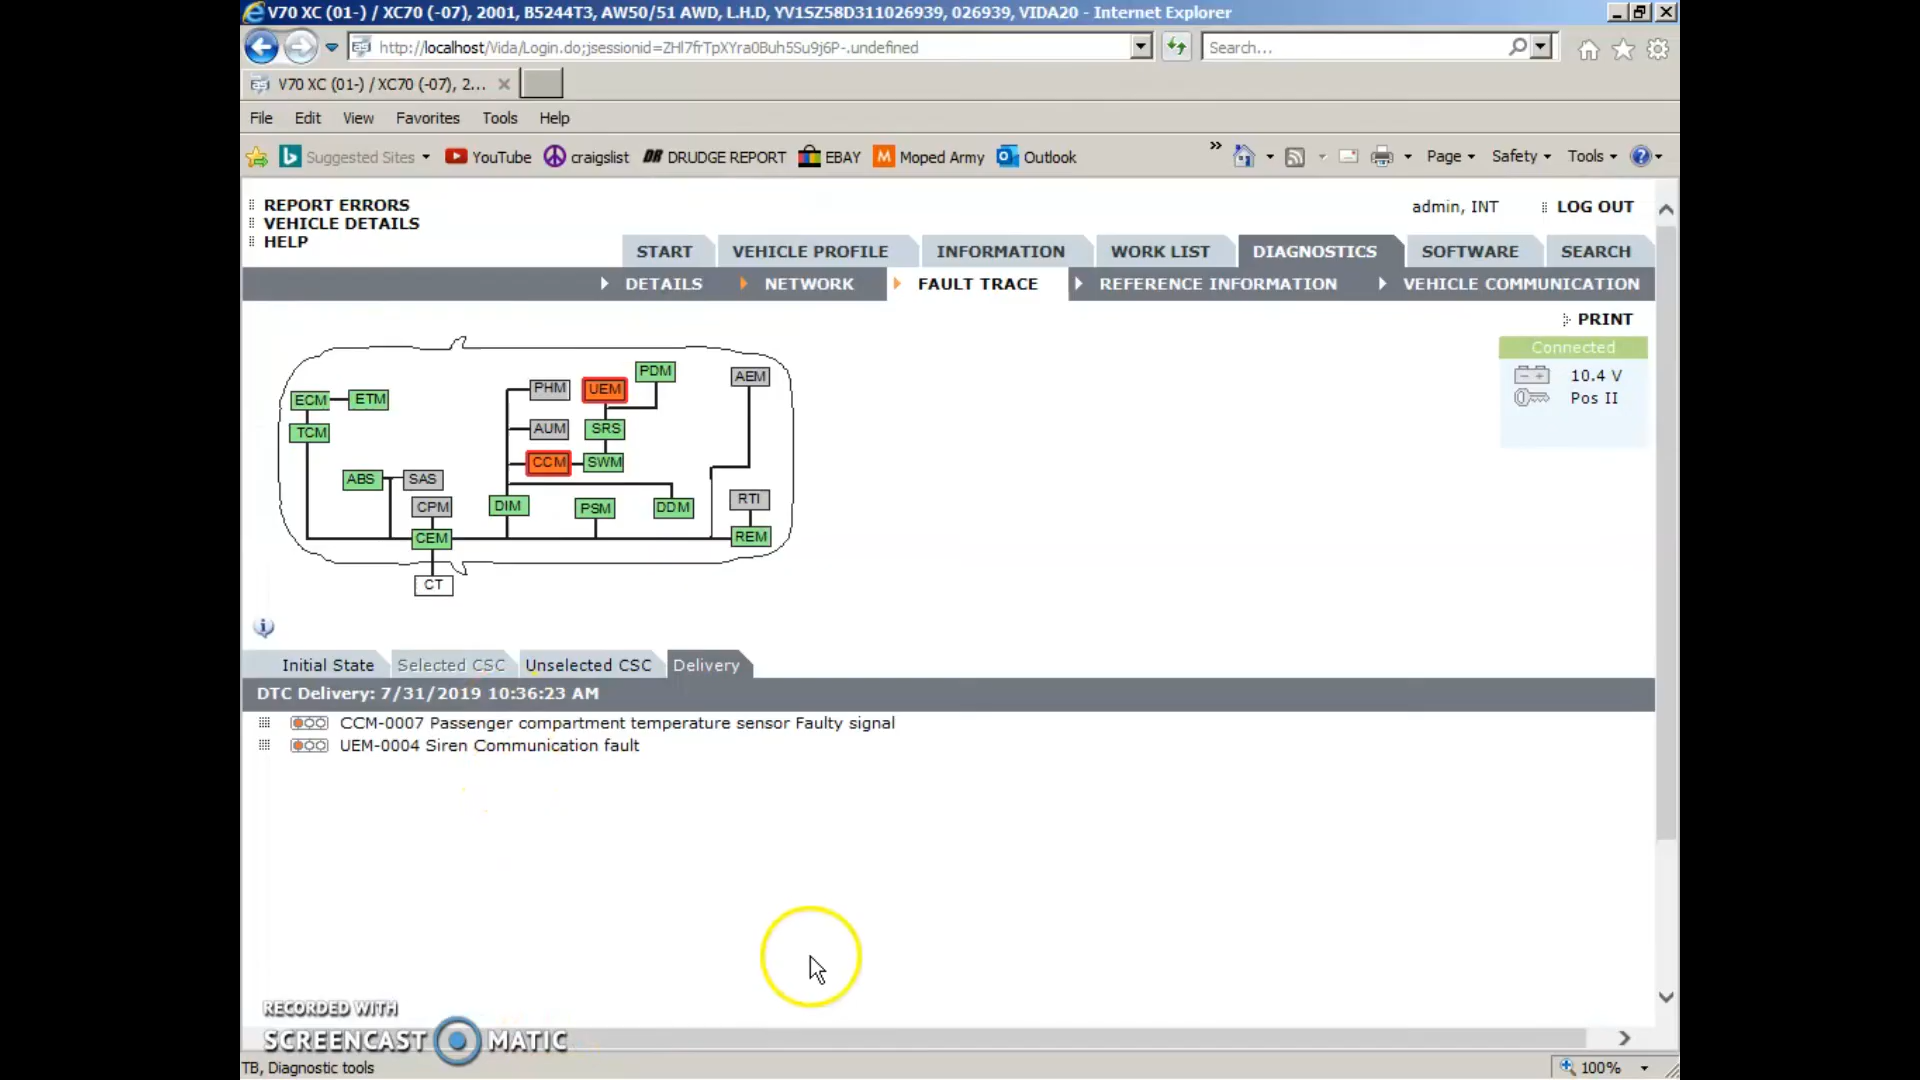 V70 XC (01-) / XC70 (-07), 2001, B5244T3, AW50/51 AWD, L.H.D, YV1SZ58D311026939, 026939, VIDA20 - Internet Explorer
http://localhost/Vida/Login.do;jsessionid=ZHl7frTpXYra0Buh5Su9j6P-.undefined
Search...
V70 XC (01-) / XC70 (-07), 2...
File Edit View Favorites Tools Help
Suggested Sites YouTube craigslist DR DRUDGE REPORT EBAY M Moped Army Outlook » Page Safety Tools
REPORT ERRORS
VEHICLE DETAILS
HELP
admin, INT LOG OUT
START VEHICLE PROFILE INFORMATION WORK LIST DIAGNOSTICS SOFTWARE SEARCH
DETAILS NETWORK FAULT TRACE REFERENCE INFORMATION VEHICLE COMMUNICATION
PRINT
Connected
10.4 V
Pos II
PDM
AEM
PHM UEM
ECM ETM
AUM SRS
TCM
CCM SWM
ABS SAS
RTI
CPM DIM PSM DDM
CEM REM
CT
Initial State Selected CSC Unselected CSC Delivery
DTC Delivery: 7/31/2019 10:36:23 AM
CCM-0007 Passenger compartment temperature sensor Faulty signal
UEM-0004 Siren Communication fault
RECORDED WITH
SCREENCAST MATIC
TB, Diagnostic tools
100%